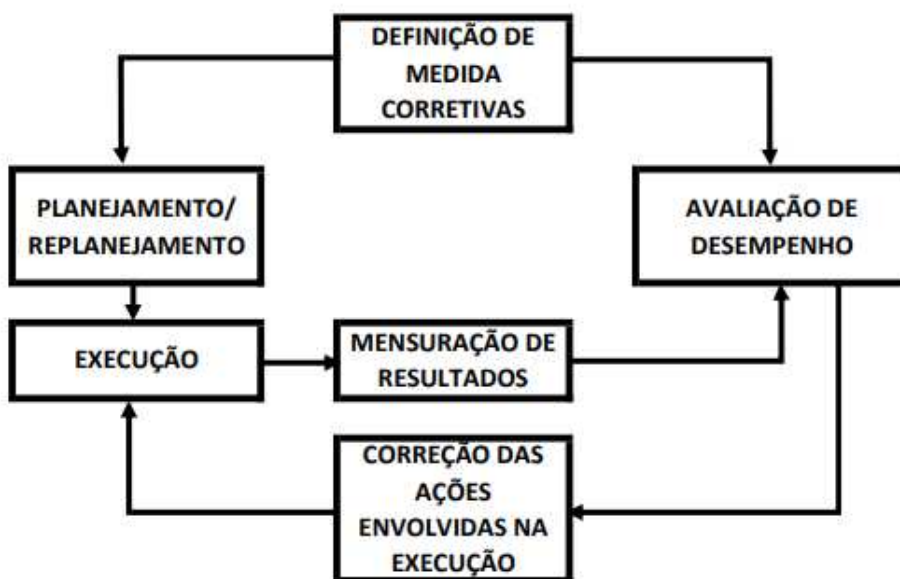 DEFINIÇÃO DE
MEDIDA
CORRETIVAS
PLANEJAMENTO/
REPLANEJAMENTO
AVALIAÇÃO DE
DESEMPENHO
EXECUÇÃO
MENSURAÇÃO DE
RESULTADOS
CORREÇÃO DAS
AÇÕES
ENVOLVIDAS NA
EXECUÇÃO